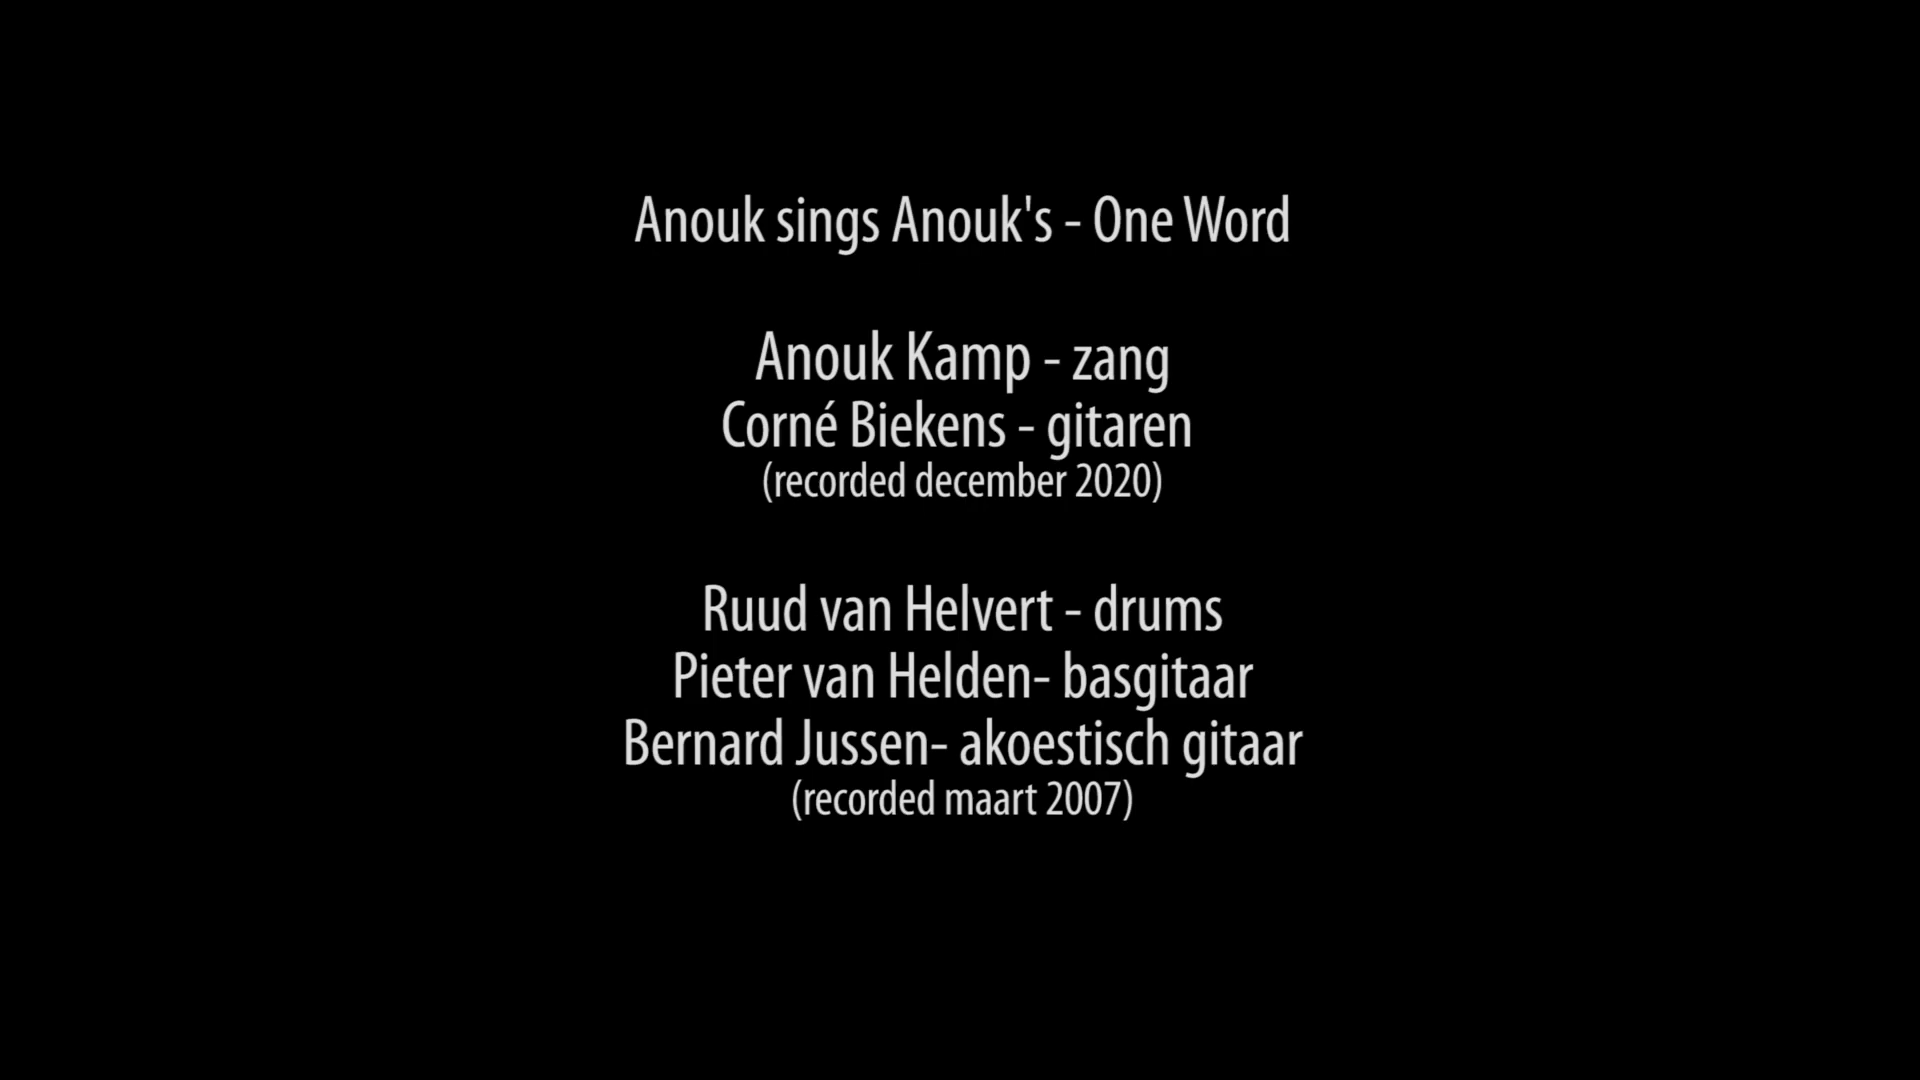 Anouk sings Anouk's - One Word
Anouk Kamp - zang
Corné Biekens - gitaren
(recorded december 2020)
Ruud van Helvert - drums
Pieter van Helden- basgitaar
Bernard Jussen- akoestisch gitaar
(recorded maart 2007)